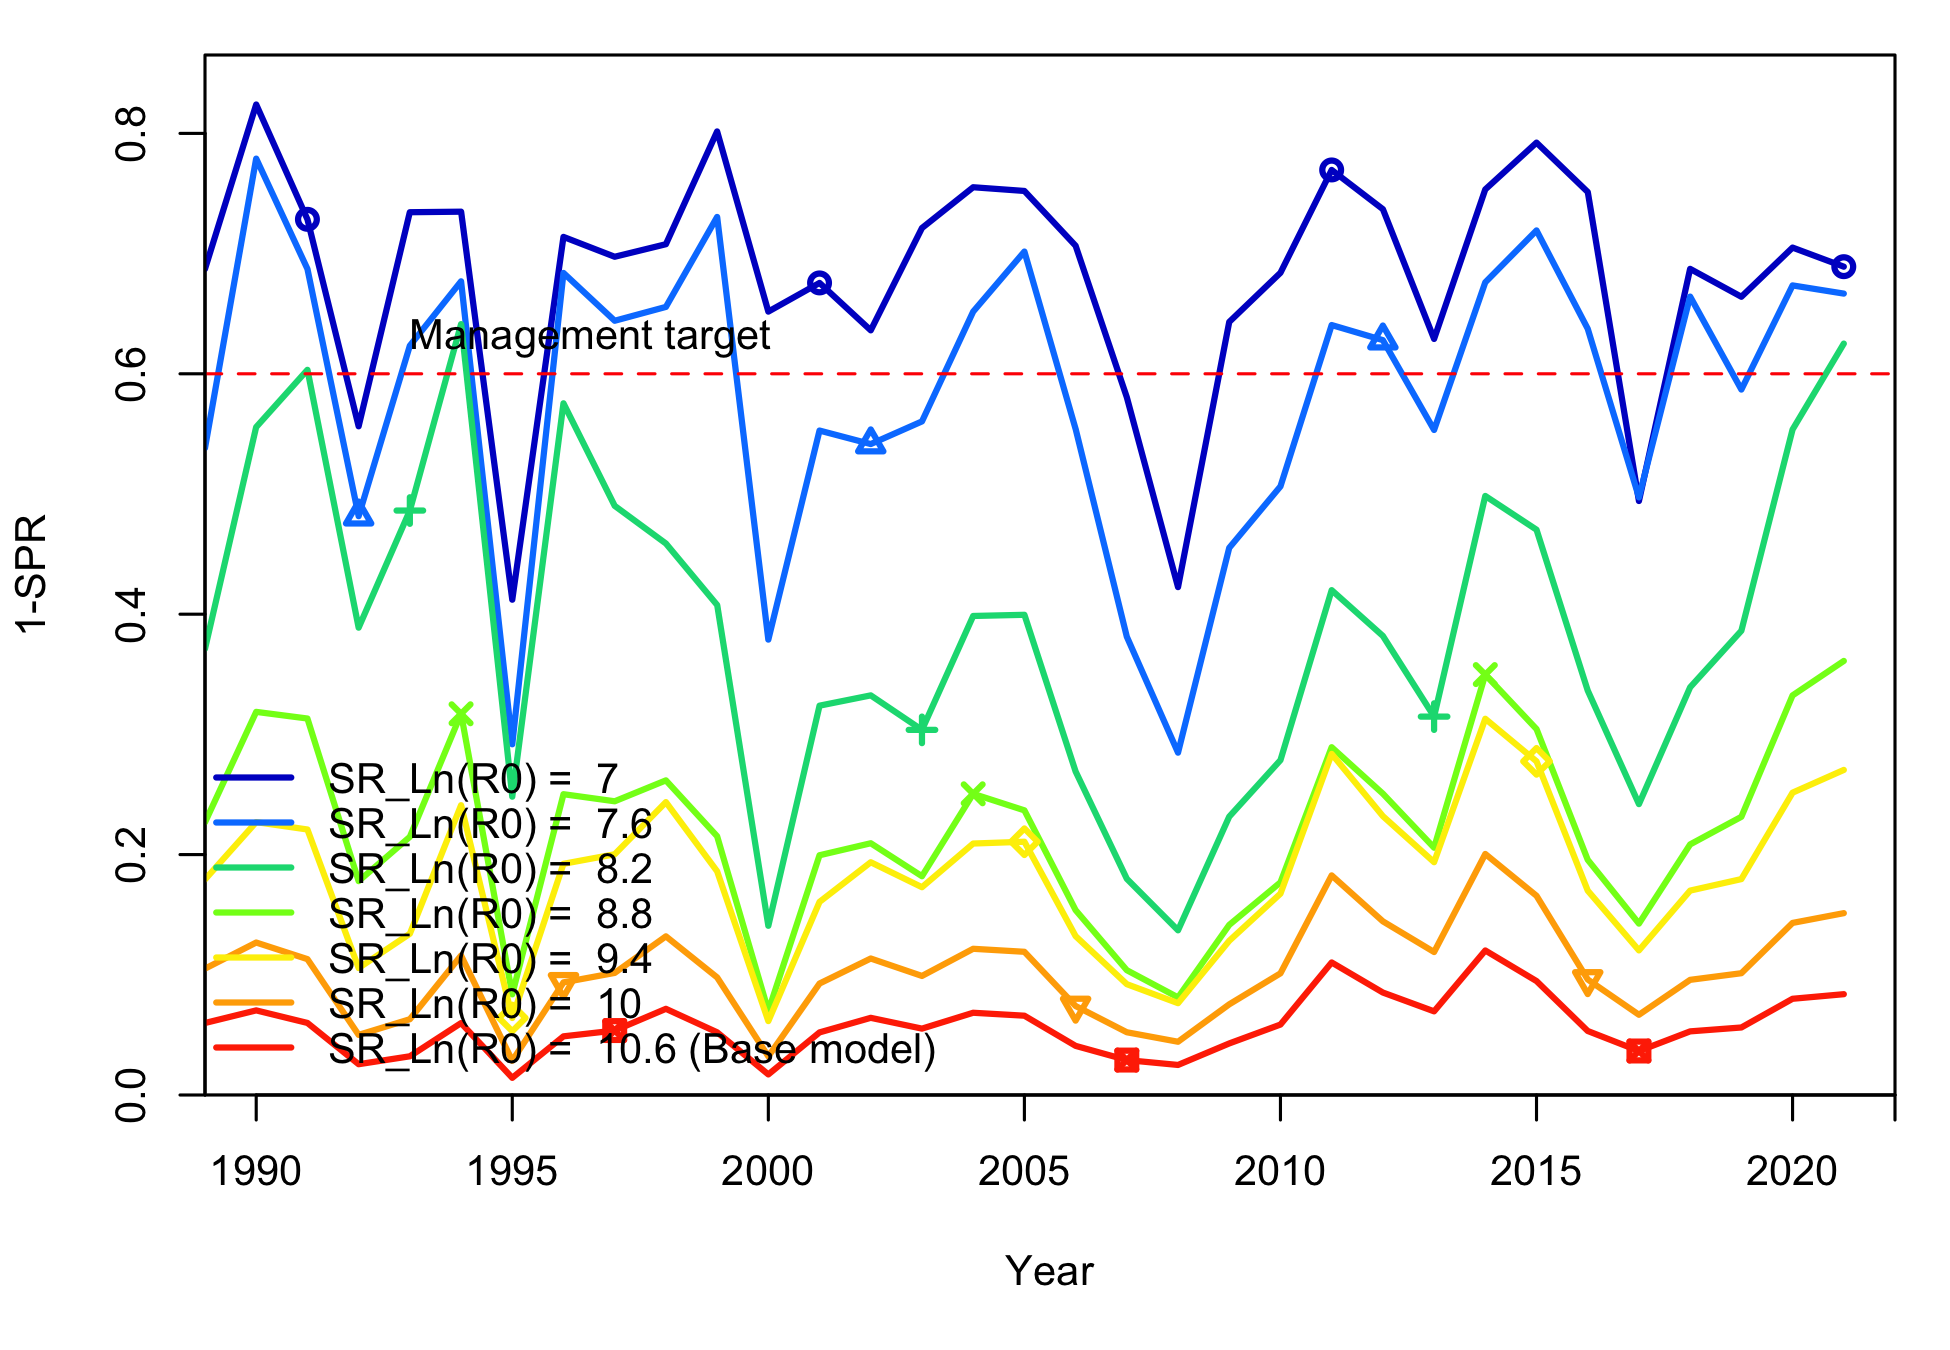 0.8
0.6
0.4
0.2
0.0
1-SPR
Management target
SR_Ln(R0) = 7
SR_Ln(R0) = 7.6
SR_Ln(R0) = 8.2
SR_Ln(R0) = 8.8
SR_Ln(R0) = 9.4
SR_Ln(R0) = 10
SR_Ln(R0) = 10.6 (Base model)
1990 1995 2000 2005 2010 2015 2020
Year